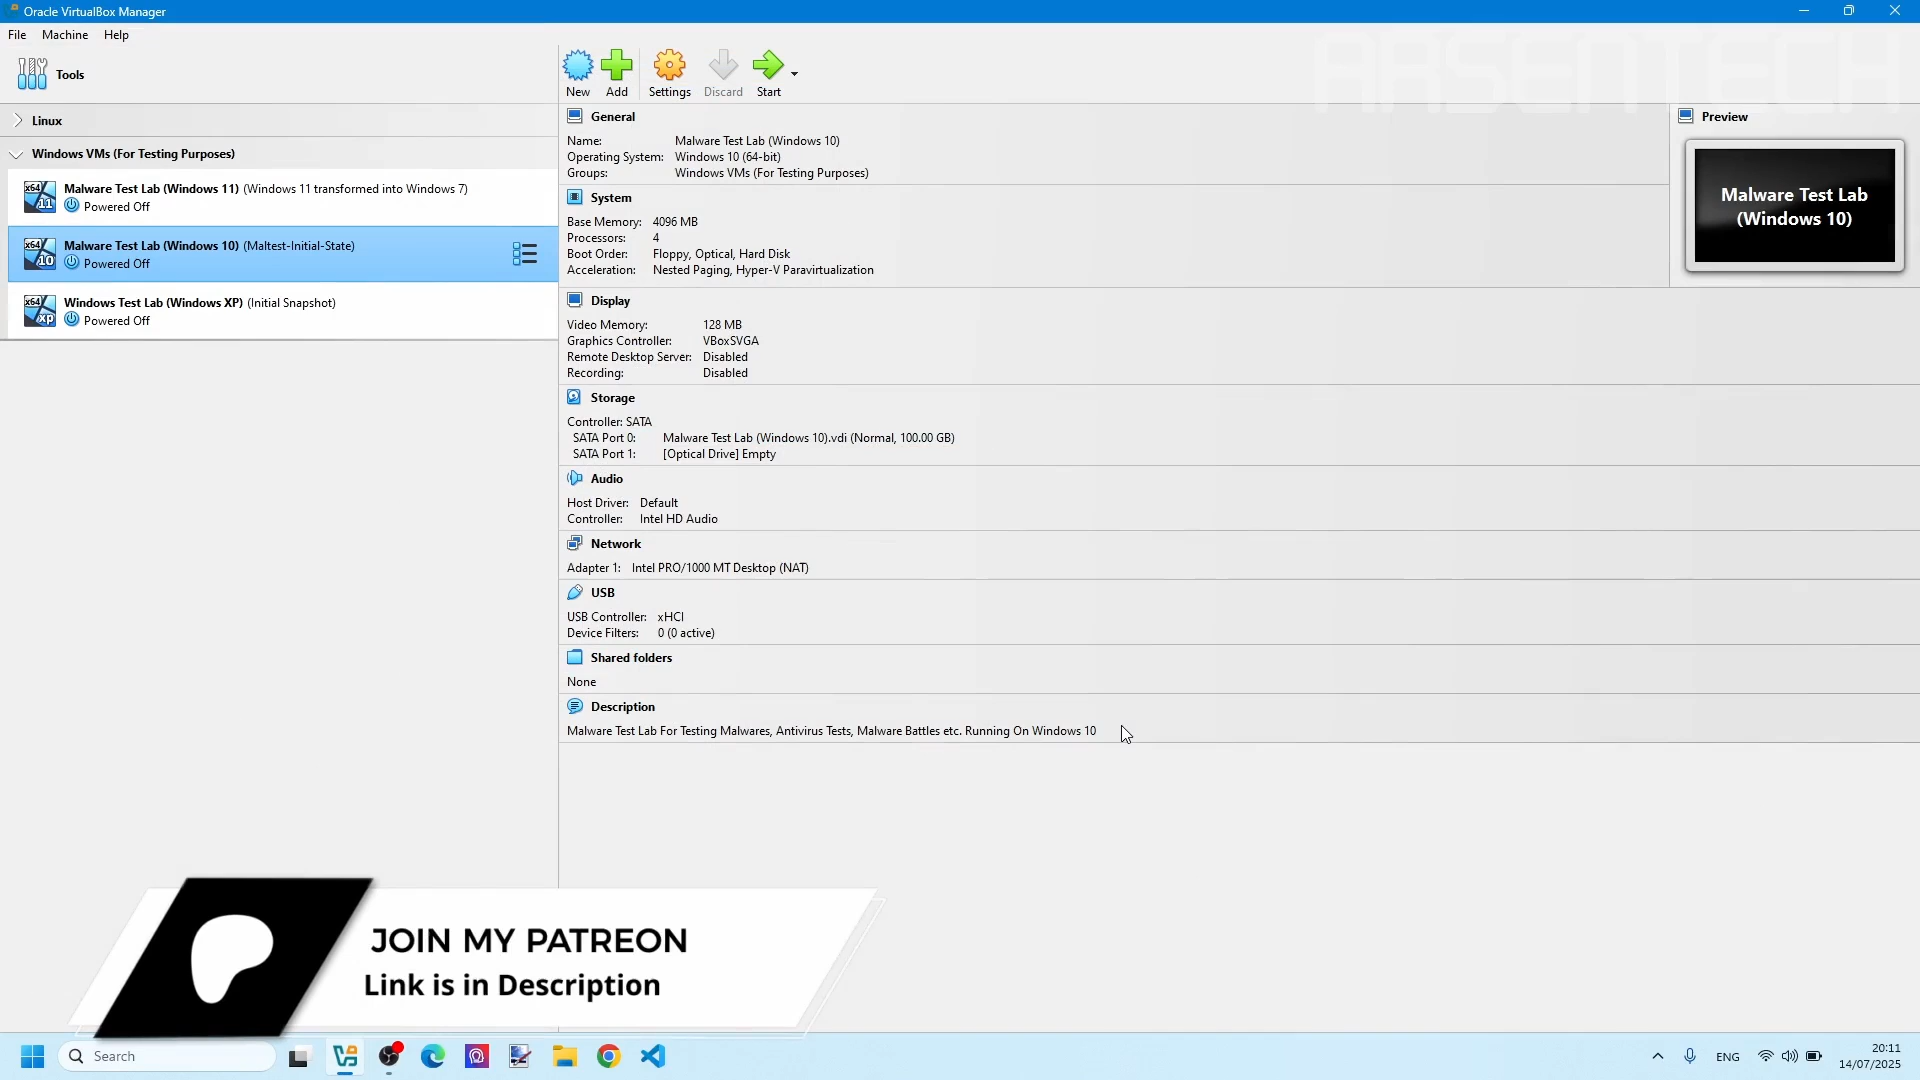 Oracle VirtualBox Manager
File Machine Help
ARSENTECH
Tools
New Add Settings Discard Start
Linux
Windows VMs (For Testing Purposes)
x64 11 Malware Test Lab (Windows 11) (Windows 11 transformed into Windows 7)
Powered Off
x64 10 Malware Test Lab (Windows 10) (Maltest-Initial-State)
Powered Off
x64 xp Windows Test Lab (Windows XP) (Initial Snapshot)
Powered Off
General
Name: Malware Test Lab (Windows 10)
Operating System: Windows 10 (64-bit)
Groups: Windows VMs (For Testing Purposes)
System
Base Memory: 4096 MB
Processors: 4
Boot Order: Floppy, Optical, Hard Disk
Acceleration: Nested Paging, Hyper-V Paravirtualization
Preview
Malware Test Lab
(Windows 10)
Display
Video Memory: 128 MB
Graphics Controller: VBoxSVGA
Remote Desktop Server: Disabled
Recording: Disabled
Storage
Controller: SATA
SATA Port 0: Malware Test Lab (Windows 10).vdi (Normal, 100.00 GB)
SATA Port 1: [Optical Drive] Empty
Audio
Host Driver: Default
Controller: Intel HD Audio
Network
Adapter 1: Intel PRO/1000 MT Desktop (NAT)
USB
USB Controller: xHCI
Device Filters: 0 (0 active)
Shared folders
None
Description
Malware Test Lab For Testing Malwares, Antivirus Tests, Malware Battles etc. Running On Windows 10
JOIN MY PATREON
Link is in Description
Search
ENG
20:11
14/07/2025